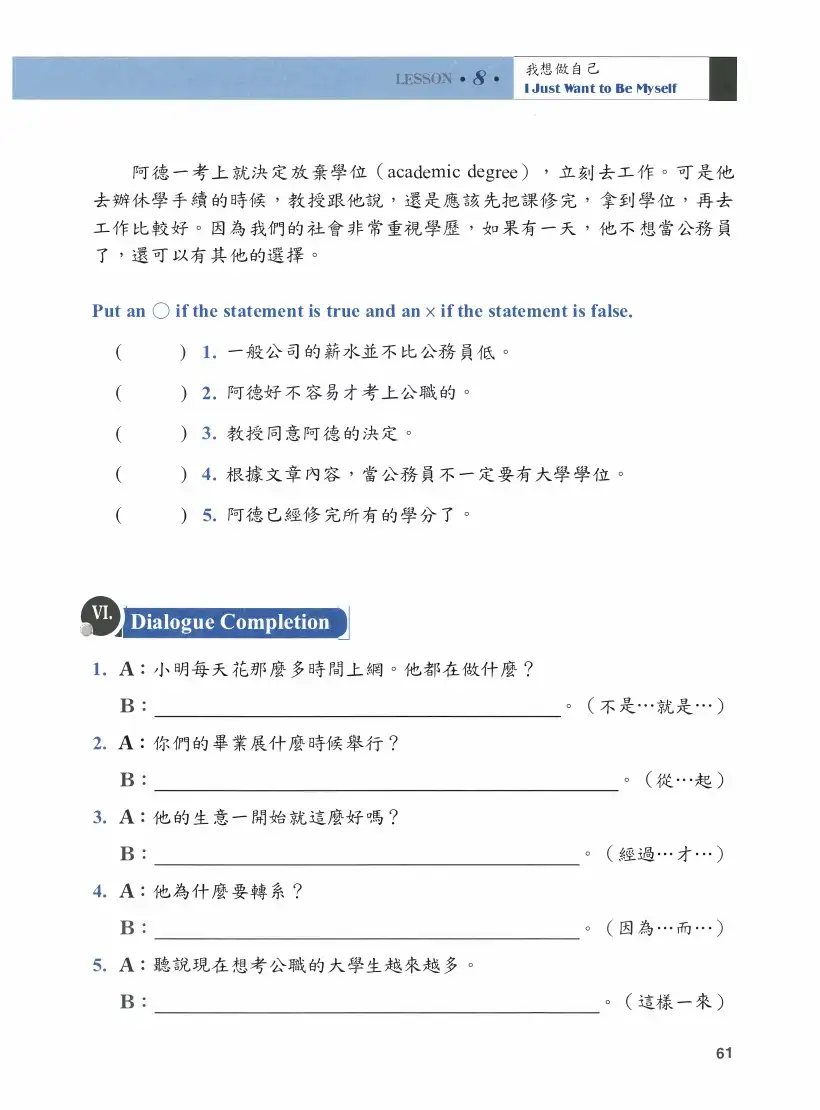 LESSON • 8 •
我想做自己
I Just Want to Be Myself
阿德一考上就決定放棄學位（academic degree），立刻去工作。可是他
去辦休學手續的時候，教授跟他說，還是應該先把課修完，拿到學位，再去
工作比較好。因為我們的社會非常重視學歷，如果有一天，他不想當公務員
了，還可以有其他的選擇。
Put an ○ if the statement is true and an × if the statement is false.
（　　）1. 一般公司的薪水並不比公務員低。
（　　）2. 阿德好不容易才考上公職的。
（　　）3. 教授同意阿德的決定。
（　　）4. 根據文章內容，當公務員不一定要有大學學位。
（　　）5. 阿德已經修完所有的學分了。
VI. Dialogue Completion
1. A：小明每天花那麼多時間上網。他都在做什麼？
B：＿＿＿＿＿＿＿＿＿＿。（不是…就是…）
2. A：你們的畢業展什麼時候舉行？
B：＿＿＿＿＿＿＿＿＿＿。（從…起）
3. A：他的生意一開始就這麼好嗎？
B：＿＿＿＿＿＿＿＿＿＿。（經過…才…）
4. A：他為什麼要轉系？
B：＿＿＿＿＿＿＿＿＿＿。（因為…而…）
5. A：聽說現在想考公職的大學生越來越多。
B：＿＿＿＿＿＿＿＿＿＿。（這樣一來）
61